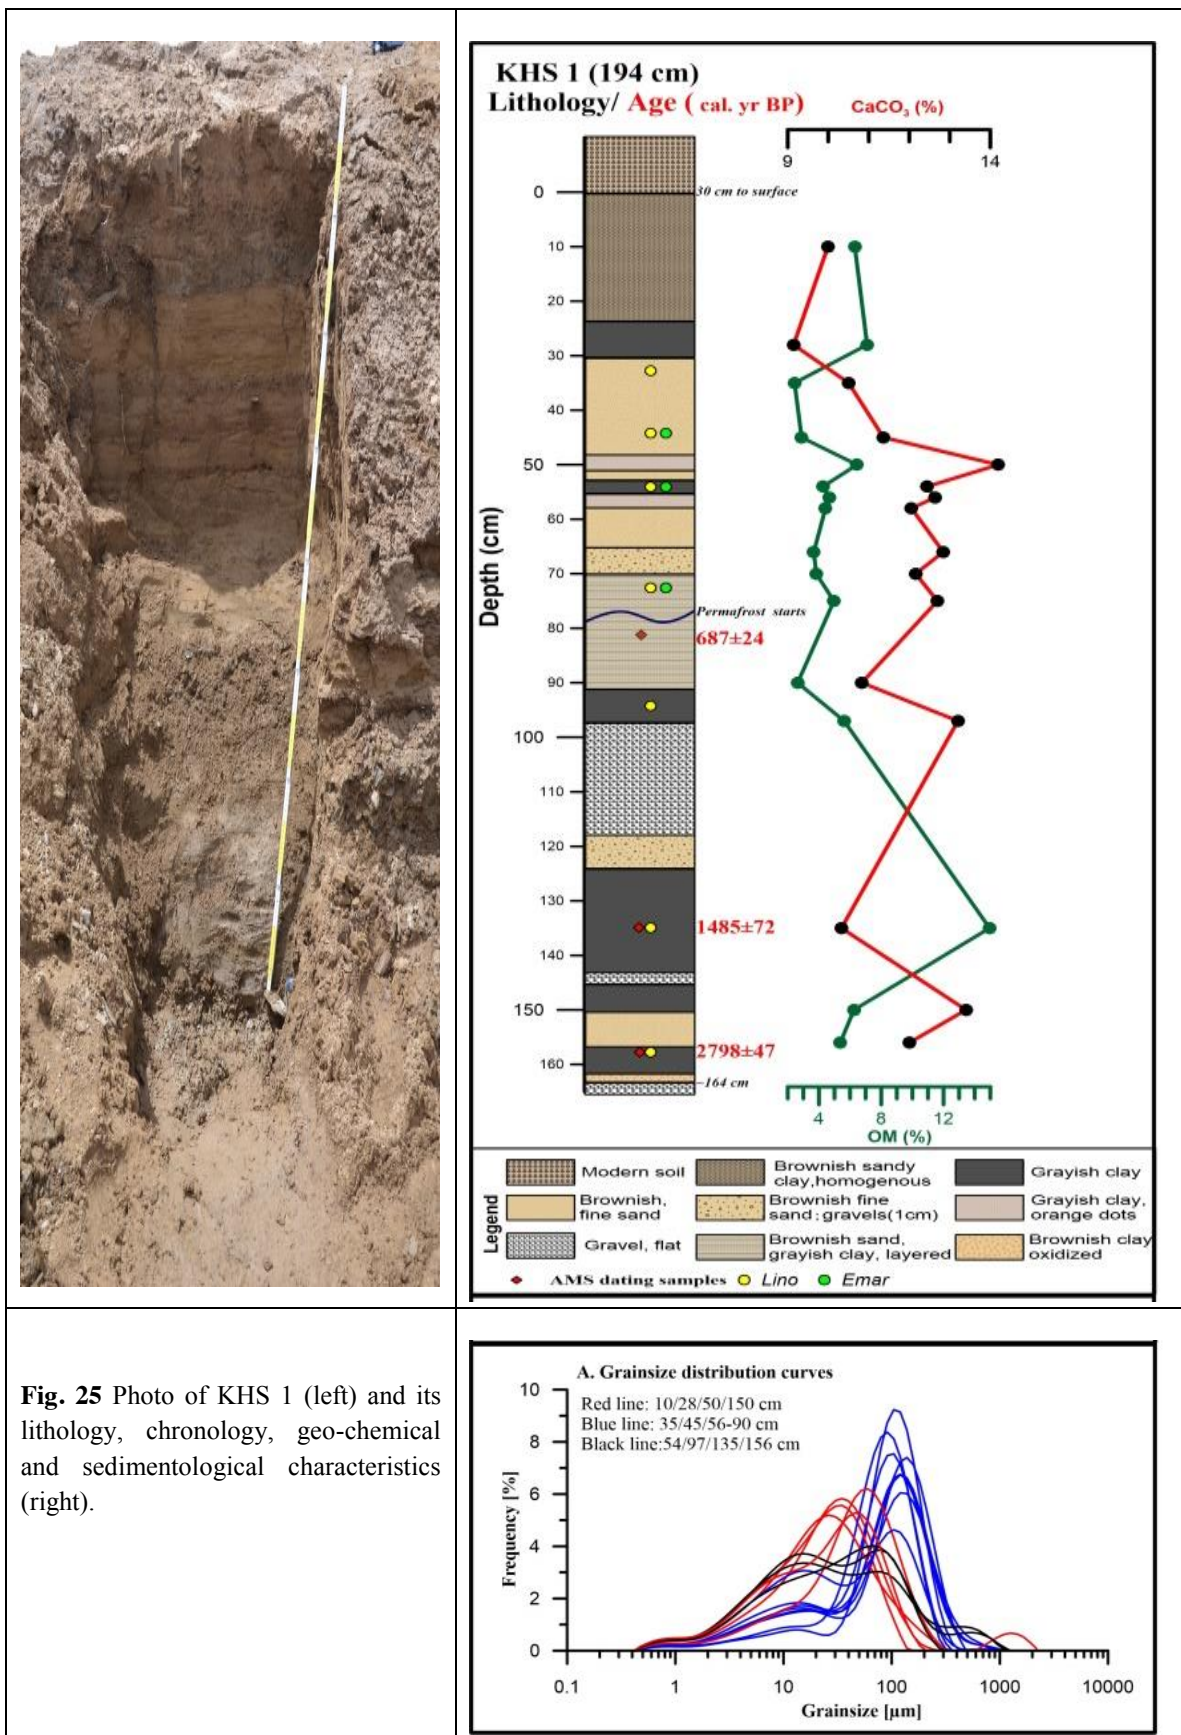 KHS 1 (194 cm)
Lithology/ Age ( cal. yr BP)
CaCO₃ (%)
9 14
30 cm to surface
0
10
20
30
40
50
60
70
80
90
100
110
120
130
140
150
160
Depth (cm)
Permafrost starts
687±24
1485±72
2798±47
~164 cm
4 8 12
OM (%)
Legend
Modern soil
Brownish sandy
clay,homogenous
Grayish clay
Brownish,
fine sand
Brownish fine
sand:gravels(1cm)
Grayish clay,
orange dots
Gravel, flat
Brownish sand,
grayish clay, layered
Brownish clay
oxidized
AMS dating samples Lino Emar
Fig. 25 Photo of KHS 1 (left) and its
lithology, chronology, geo-chemical
and sedimentological characteristics
(right).
A. Grainsize distribution curves
Red line: 10/28/50/150 cm
Blue line: 35/45/56-90 cm
Black line:54/97/135/156 cm
Frequency [%]
10
8
6
4
2
0
0.1 1 10 100 1000 10000
Grainsize [µm]